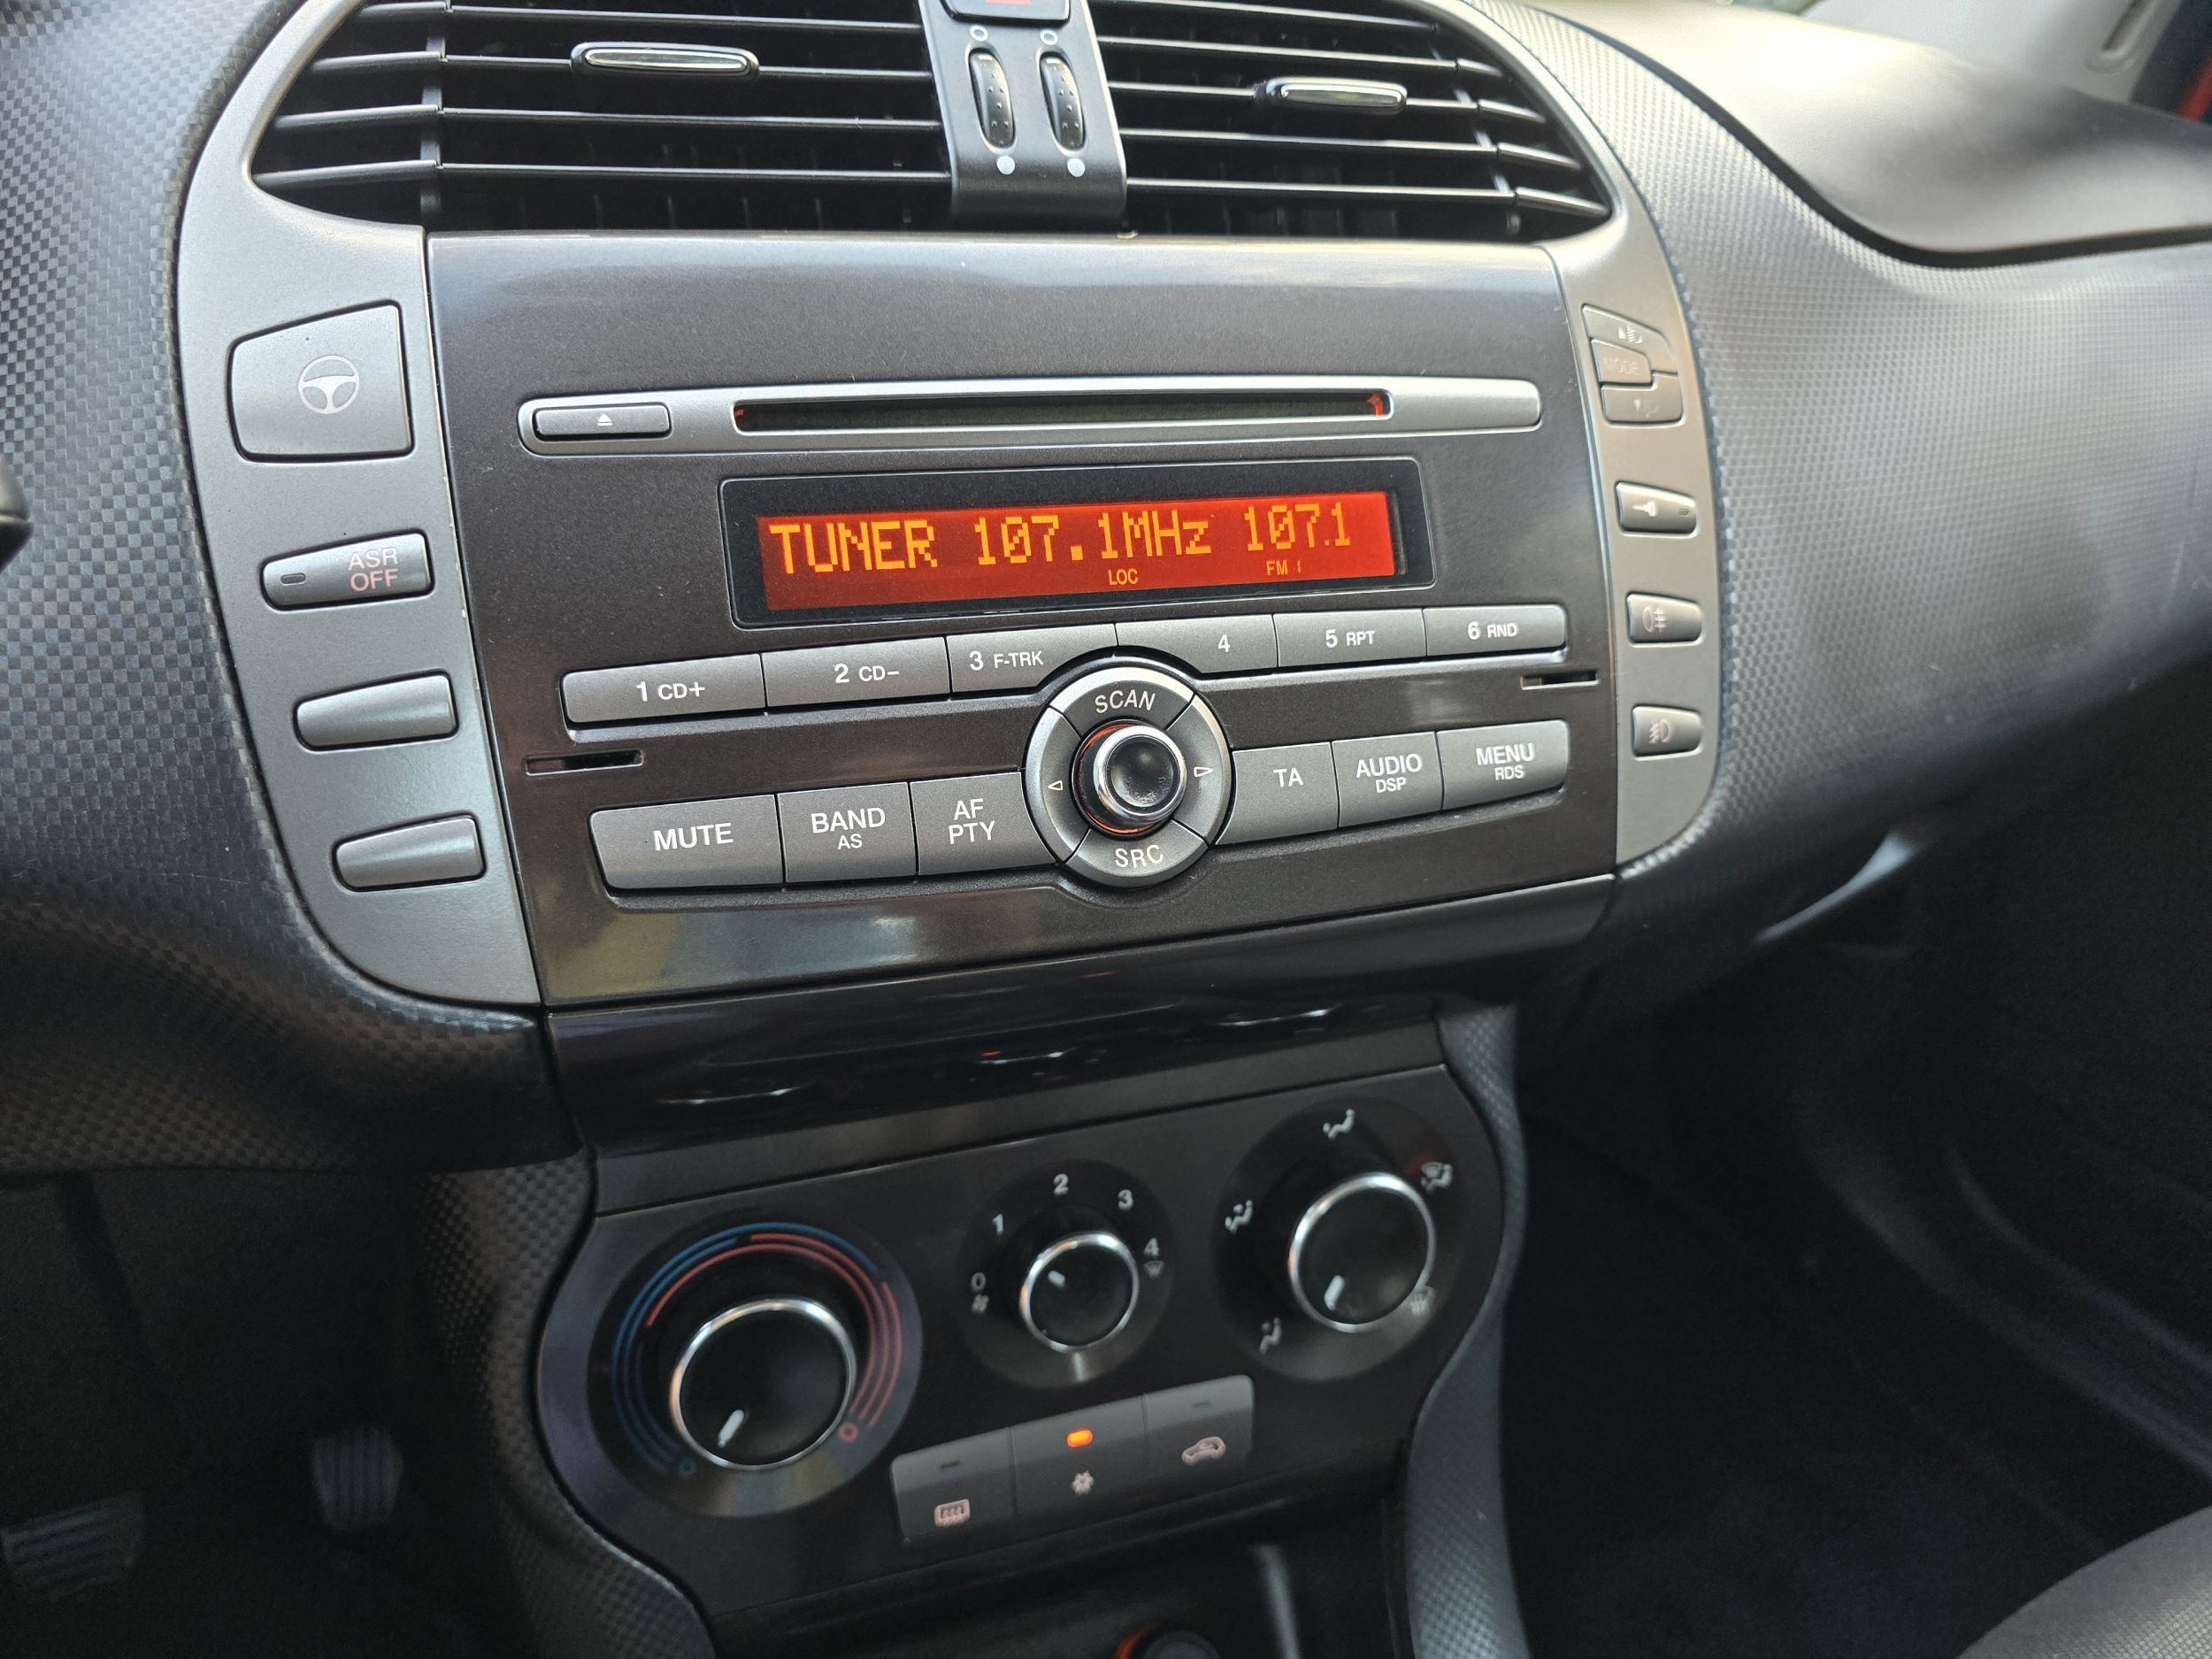 MODE
TUNER 107.1MHz 107.1
LOC FM 1
ASR
OFF
1 CD+ 2 CD− 3 F-TRK 4 5 RPT 6 RND
SCAN
MUTE
BAND
AS
AF
PTY
TA
AUDIO
DSP
MENU
RDS
SRC
0 1 2 3 4